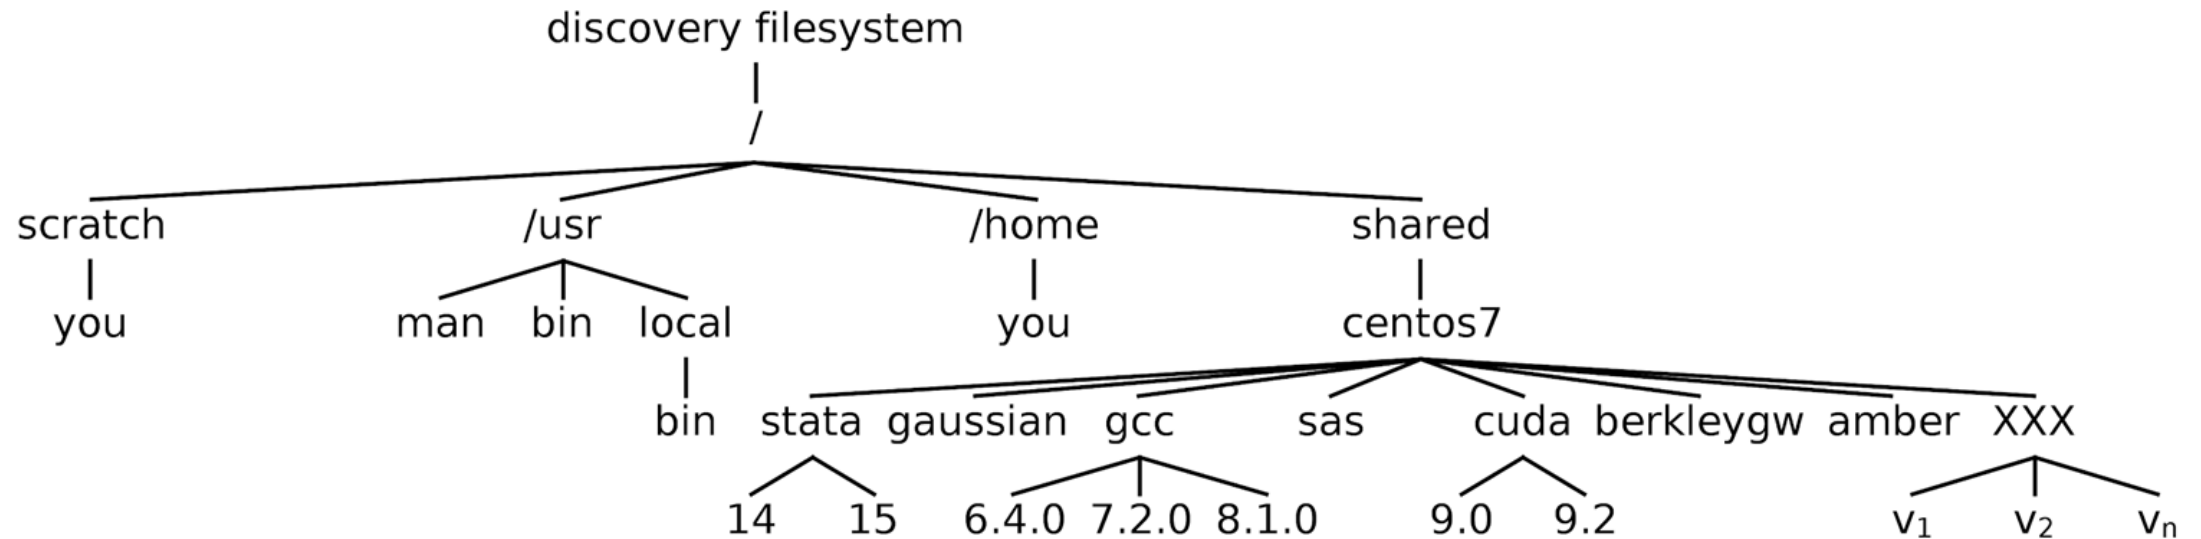 discovery filesystem
/
scratch /usr /home shared
you man bin local you centos7
bin stata gaussian gcc sas cuda berkleygw amber XXX
14 15 6.4.0 7.2.0 8.1.0 9.0 9.2 v₁ v₂ vₙ